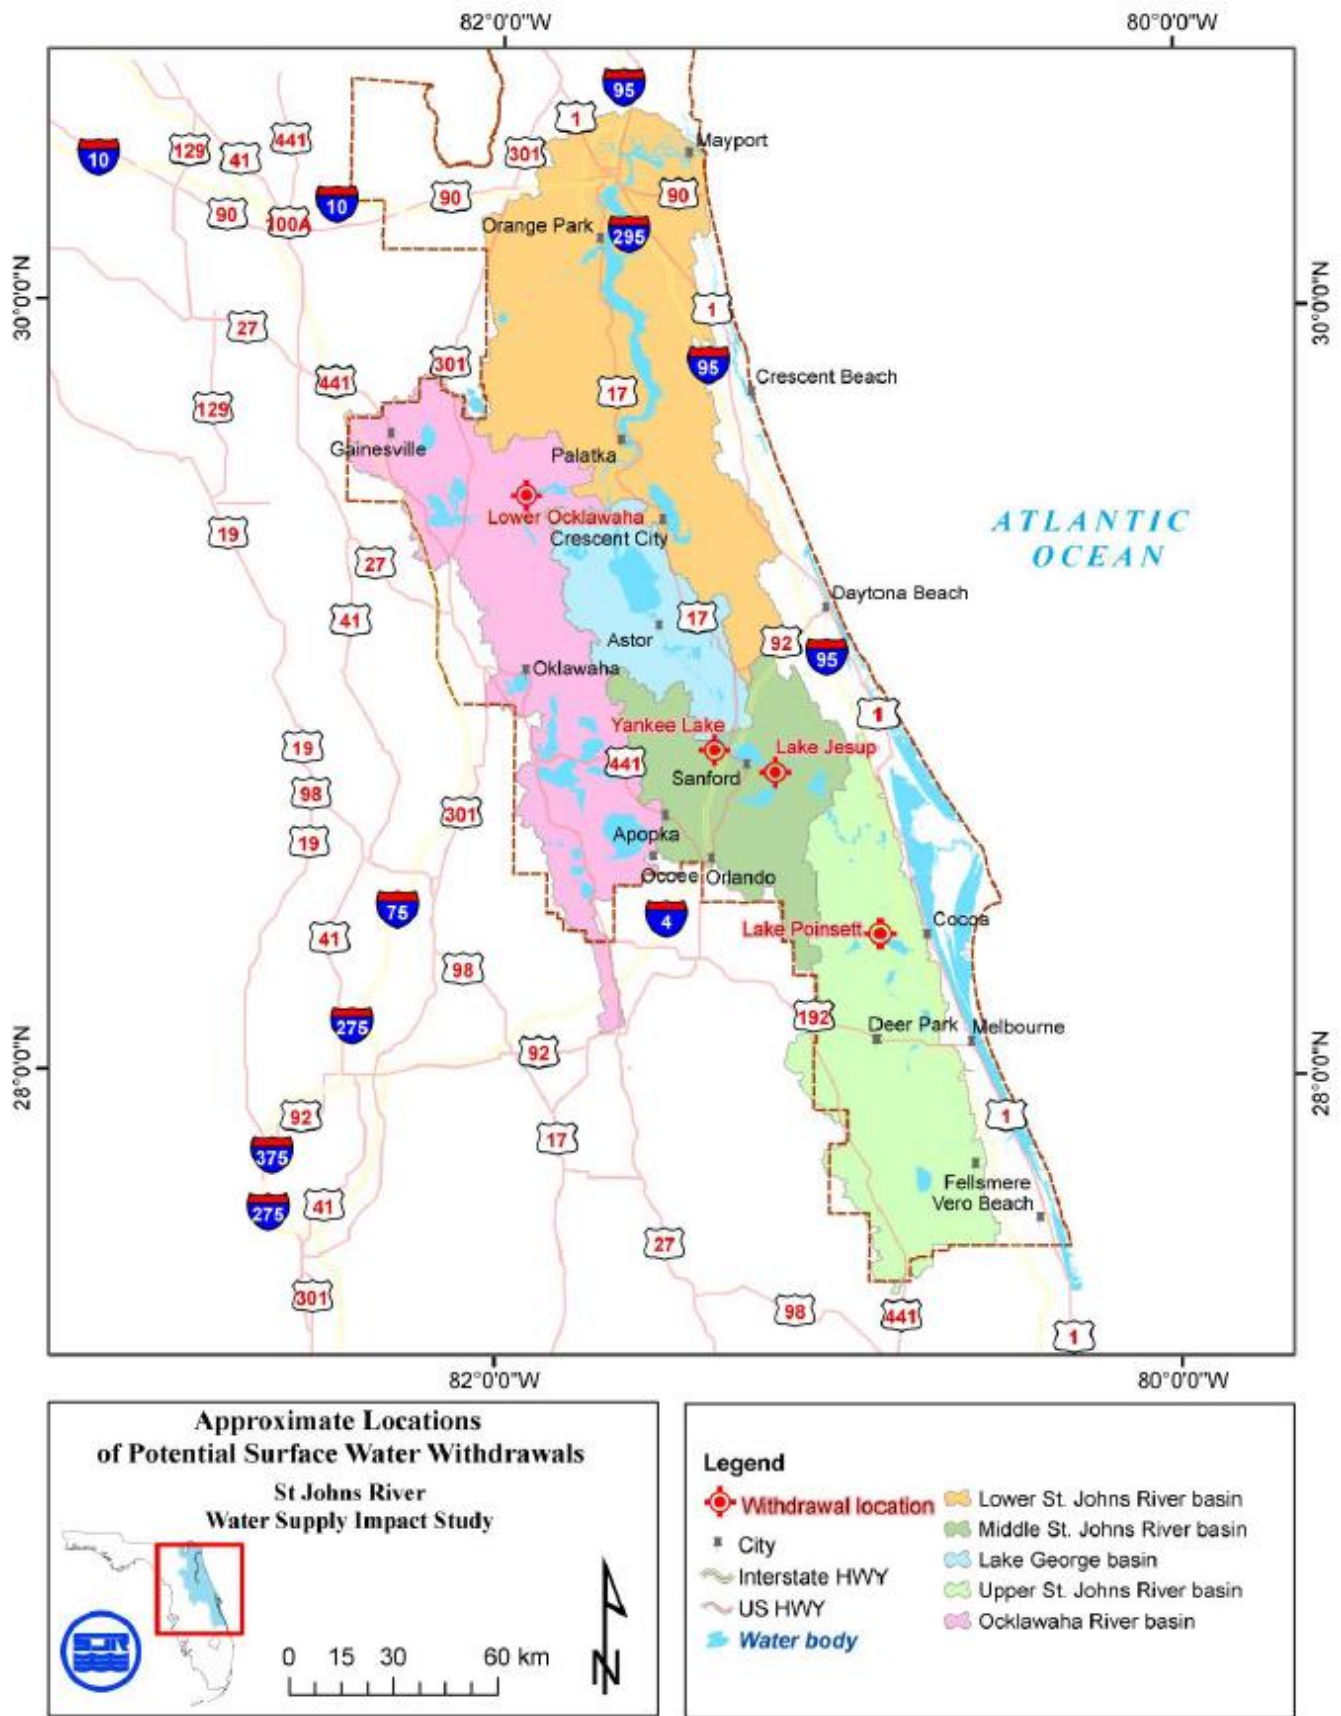 82°0'0"W
80°0'0"W
95
1
Mayport
10
129
41
441
301
90
10
90
90
100A
Orange Park
295
30°0'0"N
30°0'0"N
27
1
441
301
95
Crescent Beach
129
17
Gainesville
Palatka
Lower Ocklawaha
Crescent City
19
ATLANTIC
OCEAN
27
41
17
Daytona Beach
Astor
92
95
Oklawaha
1
Yankee Lake
Lake Jesup
19
441
Sanford
98
301
19
Apopka
Ocoee
Orlando
75
4
Lake Poinsett
Cocoa
41
98
275
192
Deer Park
Melbourne
92
28°0'0"N
28°0'0"N
92
17
1
375
Fellsmere
Vero Beach
275
41
27
301
98
441
1
82°0'0"W
80°0'0"W
Approximate Locations
of Potential Surface Water Withdrawals
St Johns River
Water Supply Impact Study
0 15 30 60 km
N
Legend
Withdrawal location
City
Interstate HWY
US HWY
Water body
Lower St. Johns River basin
Middle St. Johns River basin
Lake George basin
Upper St. Johns River basin
Ocklawaha River basin